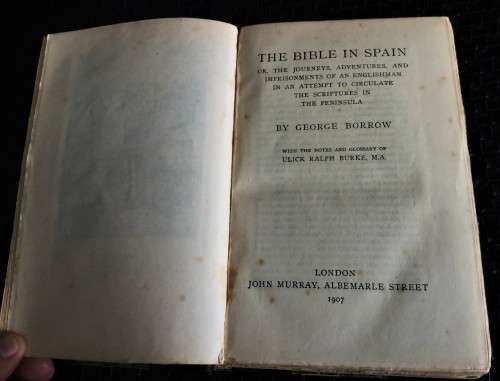 THE BIBLE IN SPAIN
OR, THE JOURNEYS, ADVENTURES, AND
IMPRISONMENTS OF AN ENGLISHMAN
IN AN ATTEMPT TO CIRCULATE
THE SCRIPTURES IN
THE PENINSULA
BY GEORGE BORROW
WITH THE NOTES AND GLOSSARY OF
ULICK RALPH BURKE, M.A.
LONDON
JOHN MURRAY, ALBEMARLE STREET
1907